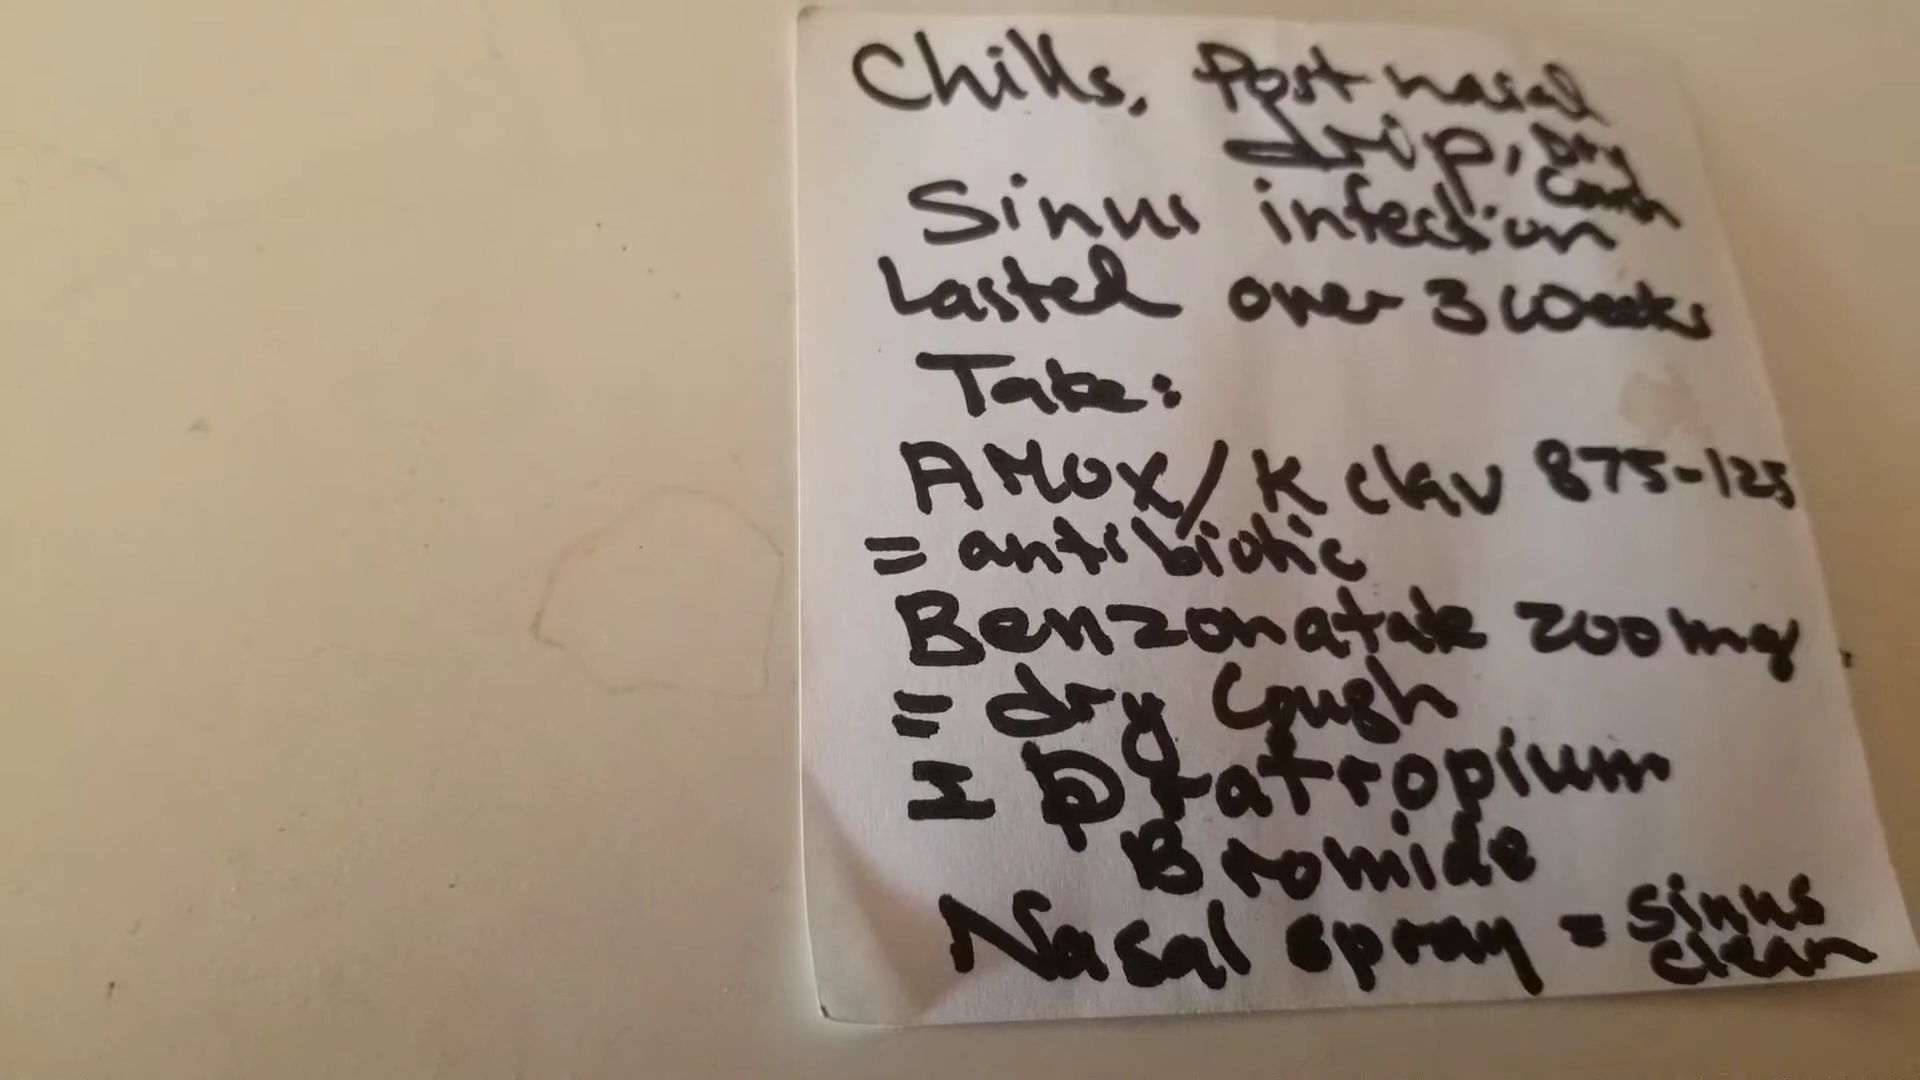 Chills, Post nasal
drip, Dry
Cough
Sinus infection
Lasted over 3 weeks
Take:
AMOX/K clav 875-125
= antibiotic
Benzonatate 200mg
= dry Cough
Ipratropium
Bromide
Nasal spray = sinus
clean